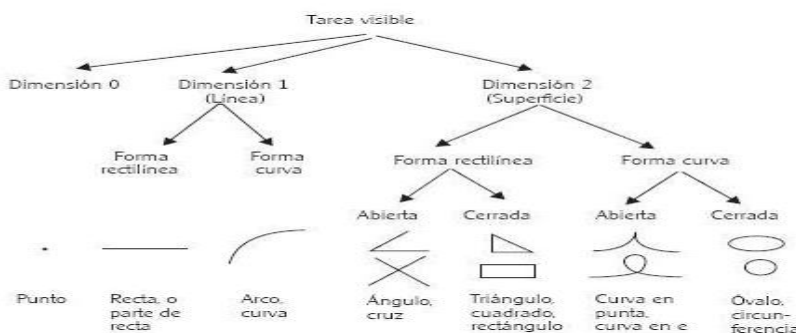 Tarea visible
Dimensión 0
Dimensión 1
(Línea)
Dimensión 2
(Superficie)
Forma
rectilínea
Forma
curva
Forma rectilínea
Forma curva
Abierta
Cerrada
Abierta
Cerrada
Punto
Recta, o
parte de
recta
Arco,
curva
Ángulo,
cruz
Triángulo,
cuadrado,
rectángulo
Curva en
punta,
curva en e
Óvalo,
circun-
ferencia